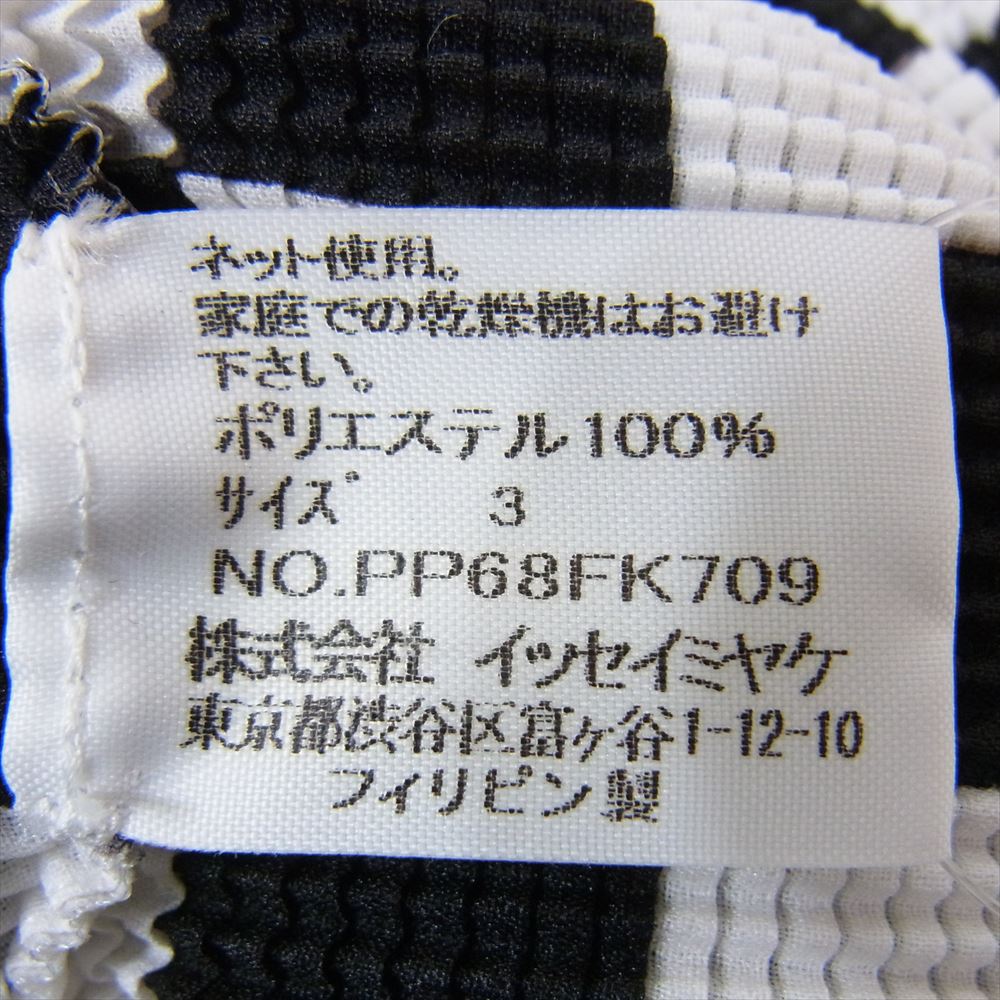 ネット使用。
家庭での乾燥機はお避け
下さい。
ポリエステル100%
サイズ 3
NO.PP68FK709
株式会社 イッセイミヤケ
東京都渋谷区富ヶ谷1-12-10
フィリピン製